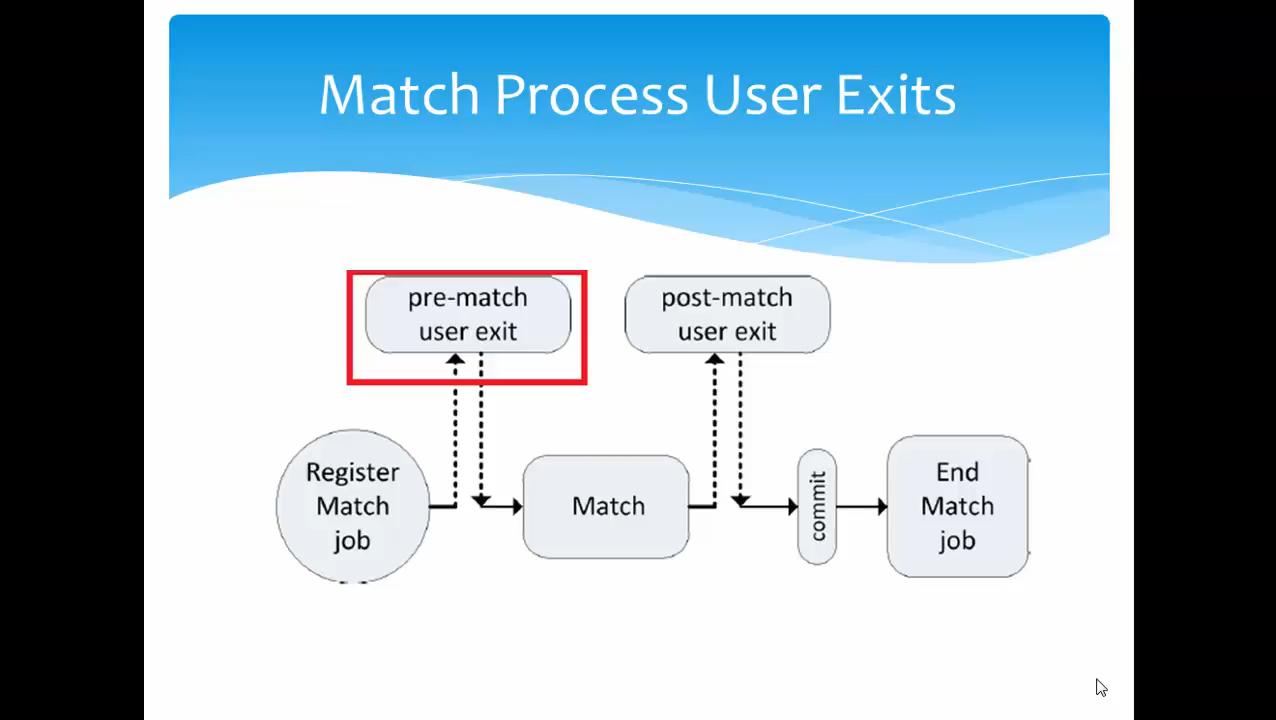 Match Process User Exits
pre-match
user exit
post-match
user exit
Register
Match
job
Match
commit
End
Match
job